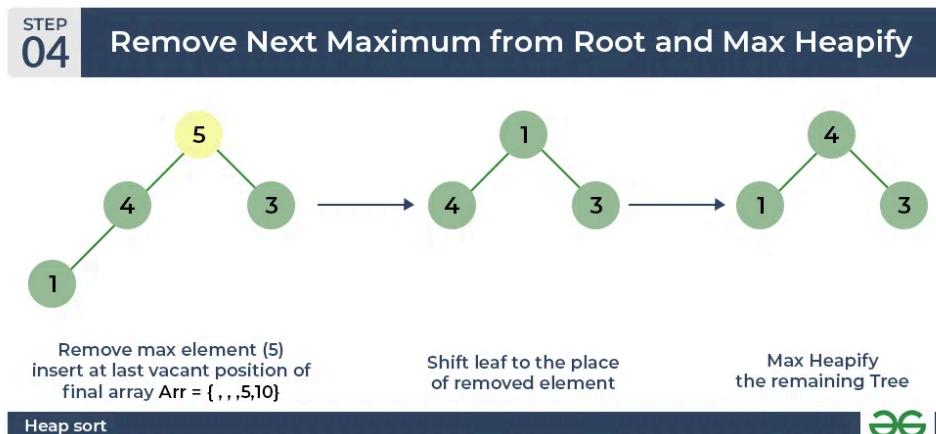 STEP
04
Remove Next Maximum from Root and Max Heapify
5
1
4
4
3
4
3
1
3
1
Remove max element (5)
insert at last vacant position of
final array Arr = { , , ,5,10}
Shift leaf to the place
of removed element
Max Heapify
the remaining Tree
Heap sort